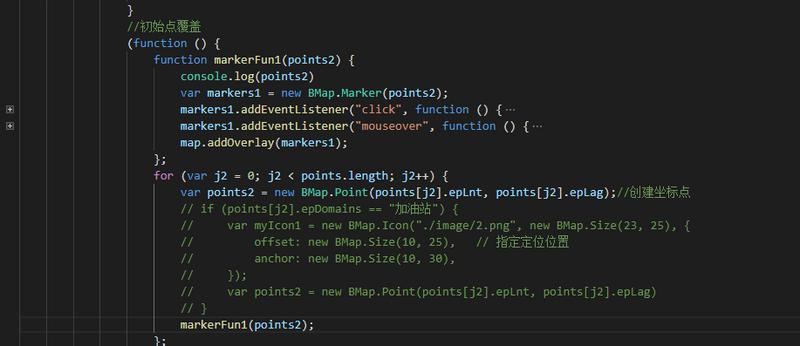 }
//初始点覆盖
(function () {
function markerFun1(points2) {
console.log(points2)
var markers1 = new BMap.Marker(points2);
markers1.addEventListener("click", function () {…
markers1.addEventListener("mouseover", function () {…
map.addOverlay(markers1);
};
for (var j2 = 0; j2 < points.length; j2++) {
var points2 = new BMap.Point(points[j2].epLnt, points[j2].epLag);//创建坐标点
// if (points[j2].epDomains == "加油站") {
//     var myIcon1 = new BMap.Icon("./image/2.png", new BMap.Size(23, 25), {
//         offset: new BMap.Size(10, 25),   // 指定定位位置
//         anchor: new BMap.Size(10, 30),
//     });
//     var points2 = new BMap.Point(points[j2].epLnt, points[j2].epLag)
// }
markerFun1(points2);
};